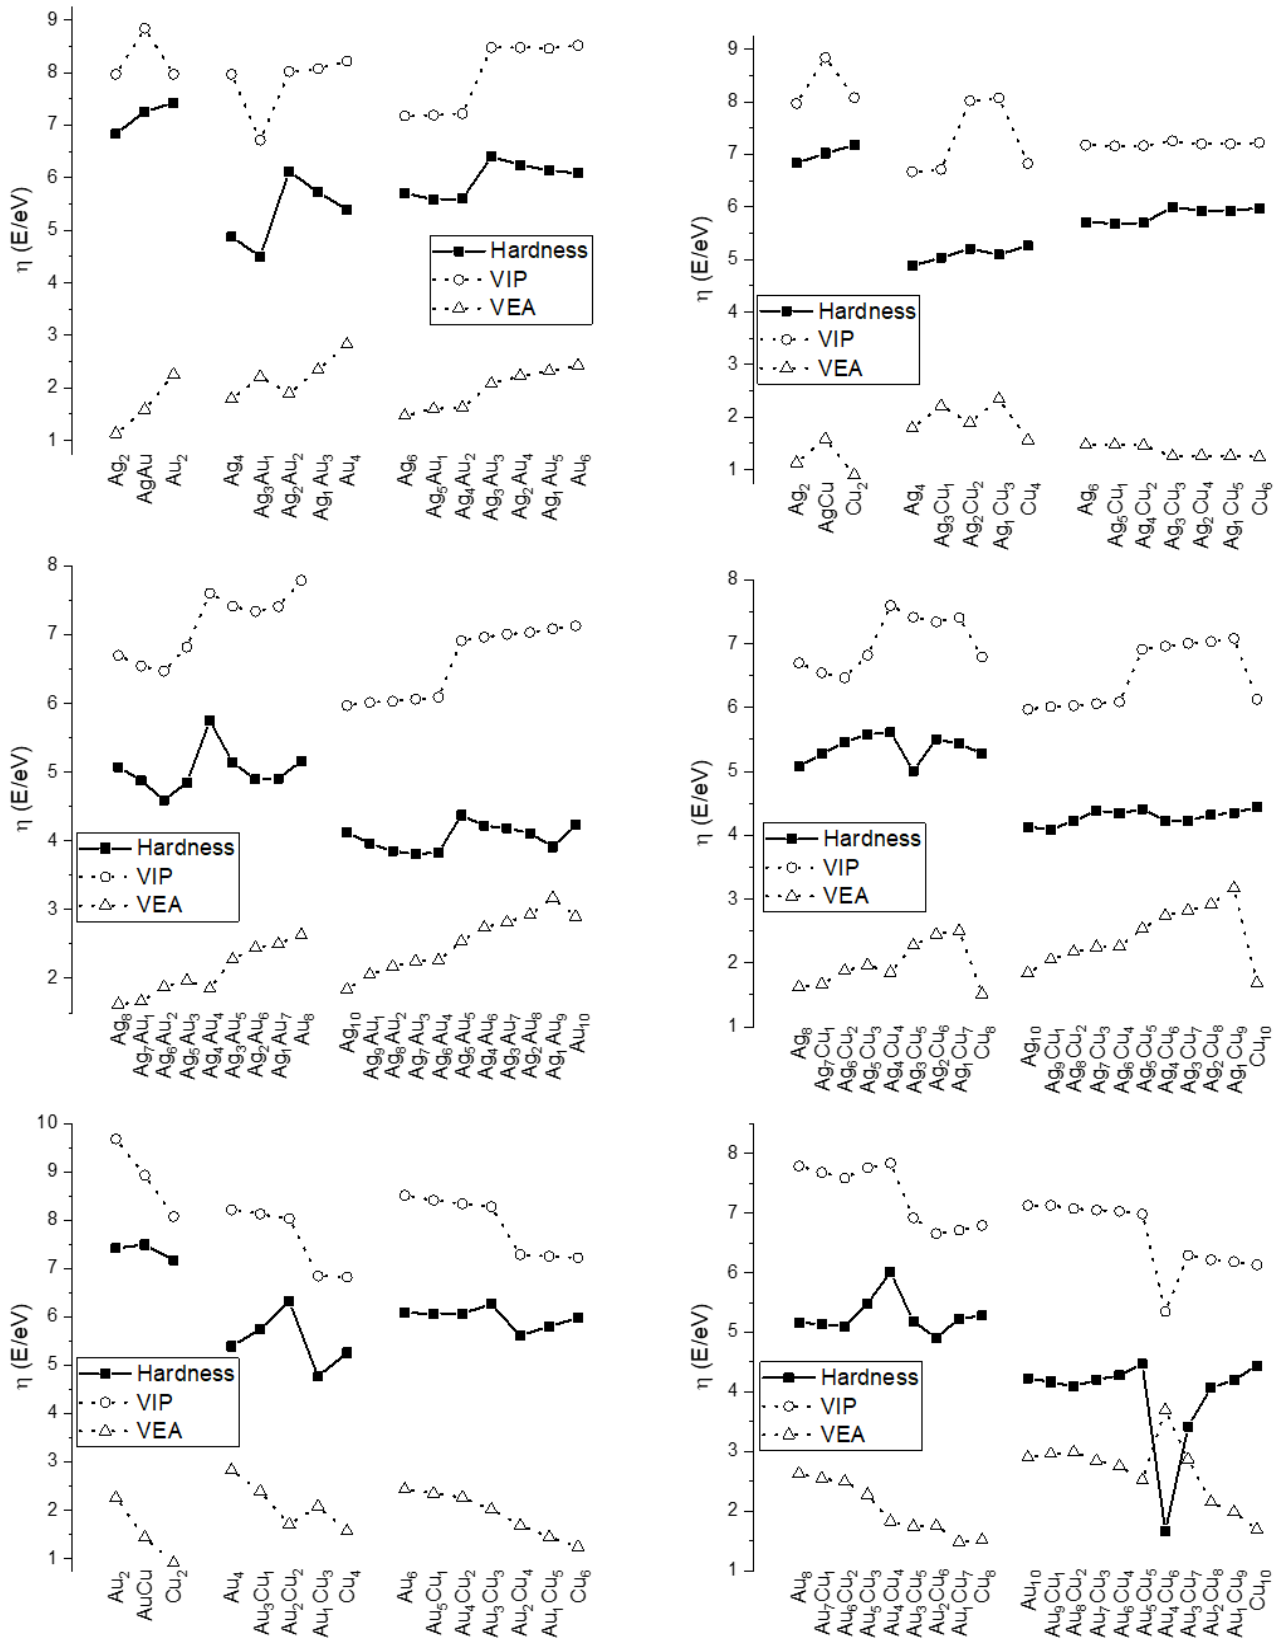 9
8
7
6
5
4
3
2
1
η (E/eV)
Hardness
VIP
VEA
Ag₂
AgAu
Au₂
Ag₄
Ag₃Au₁
Ag₂Au₂
Ag₁Au₃
Au₄
Ag₆
Ag₅Au₁
Ag₄Au₂
Ag₃Au₃
Ag₂Au₄
Ag₁Au₅
Au₆
9
8
7
6
5
4
3
2
1
η (E/eV)
Hardness
VIP
VEA
Ag₂
AgCu
Cu₂
Ag₄
Ag₃Cu₁
Ag₂Cu₂
Ag₁Cu₃
Cu₄
Ag₆
Ag₅Cu₁
Ag₄Cu₂
Ag₃Cu₃
Ag₂Cu₄
Ag₁Cu₅
Cu₆
8
7
6
5
4
3
2
η (E/eV)
Hardness
VIP
VEA
Ag₈
Ag₇Au₁
Ag₆Au₂
Ag₅Au₃
Ag₄Au₄
Ag₃Au₅
Ag₂Au₆
Ag₁Au₇
Au₈
Ag₁₀
Ag₉Au₁
Ag₈Au₂
Ag₇Au₃
Ag₆Au₄
Ag₅Au₅
Ag₄Au₆
Ag₃Au₇
Ag₂Au₈
Ag₁Au₉
Au₁₀
8
7
6
5
4
3
2
1
η (E/eV)
Hardness
VIP
VEA
Ag₈
Ag₇Cu₁
Ag₆Cu₂
Ag₅Cu₃
Ag₄Cu₄
Ag₃Cu₅
Ag₂Cu₆
Ag₁Cu₇
Cu₈
Ag₁₀
Ag₉Cu₁
Ag₈Cu₂
Ag₇Cu₃
Ag₆Cu₄
Ag₅Cu₅
Ag₄Cu₆
Ag₃Cu₇
Ag₂Cu₈
Ag₁Cu₉
Cu₁₀
10
9
8
7
6
5
4
3
2
1
η (E/eV)
Hardness
VIP
VEA
Au₂
AuCu
Cu₂
Au₄
Au₃Cu₁
Au₂Cu₂
Au₁Cu₃
Cu₄
Au₆
Au₅Cu₁
Au₄Cu₂
Au₃Cu₃
Au₂Cu₄
Au₁Cu₅
Cu₆
8
7
6
5
4
3
2
1
η (E/eV)
Hardness
VIP
VEA
Au₈
Au₇Cu₁
Au₆Cu₂
Au₅Cu₃
Au₄Cu₄
Au₃Cu₅
Au₂Cu₆
Au₁Cu₇
Cu₈
Au₁₀
Au₉Cu₁
Au₈Cu₂
Au₇Cu₃
Au₆Cu₄
Au₅Cu₅
Au₄Cu₆
Au₃Cu₇
Au₂Cu₈
Au₁Cu₁₀
Cu₁₀